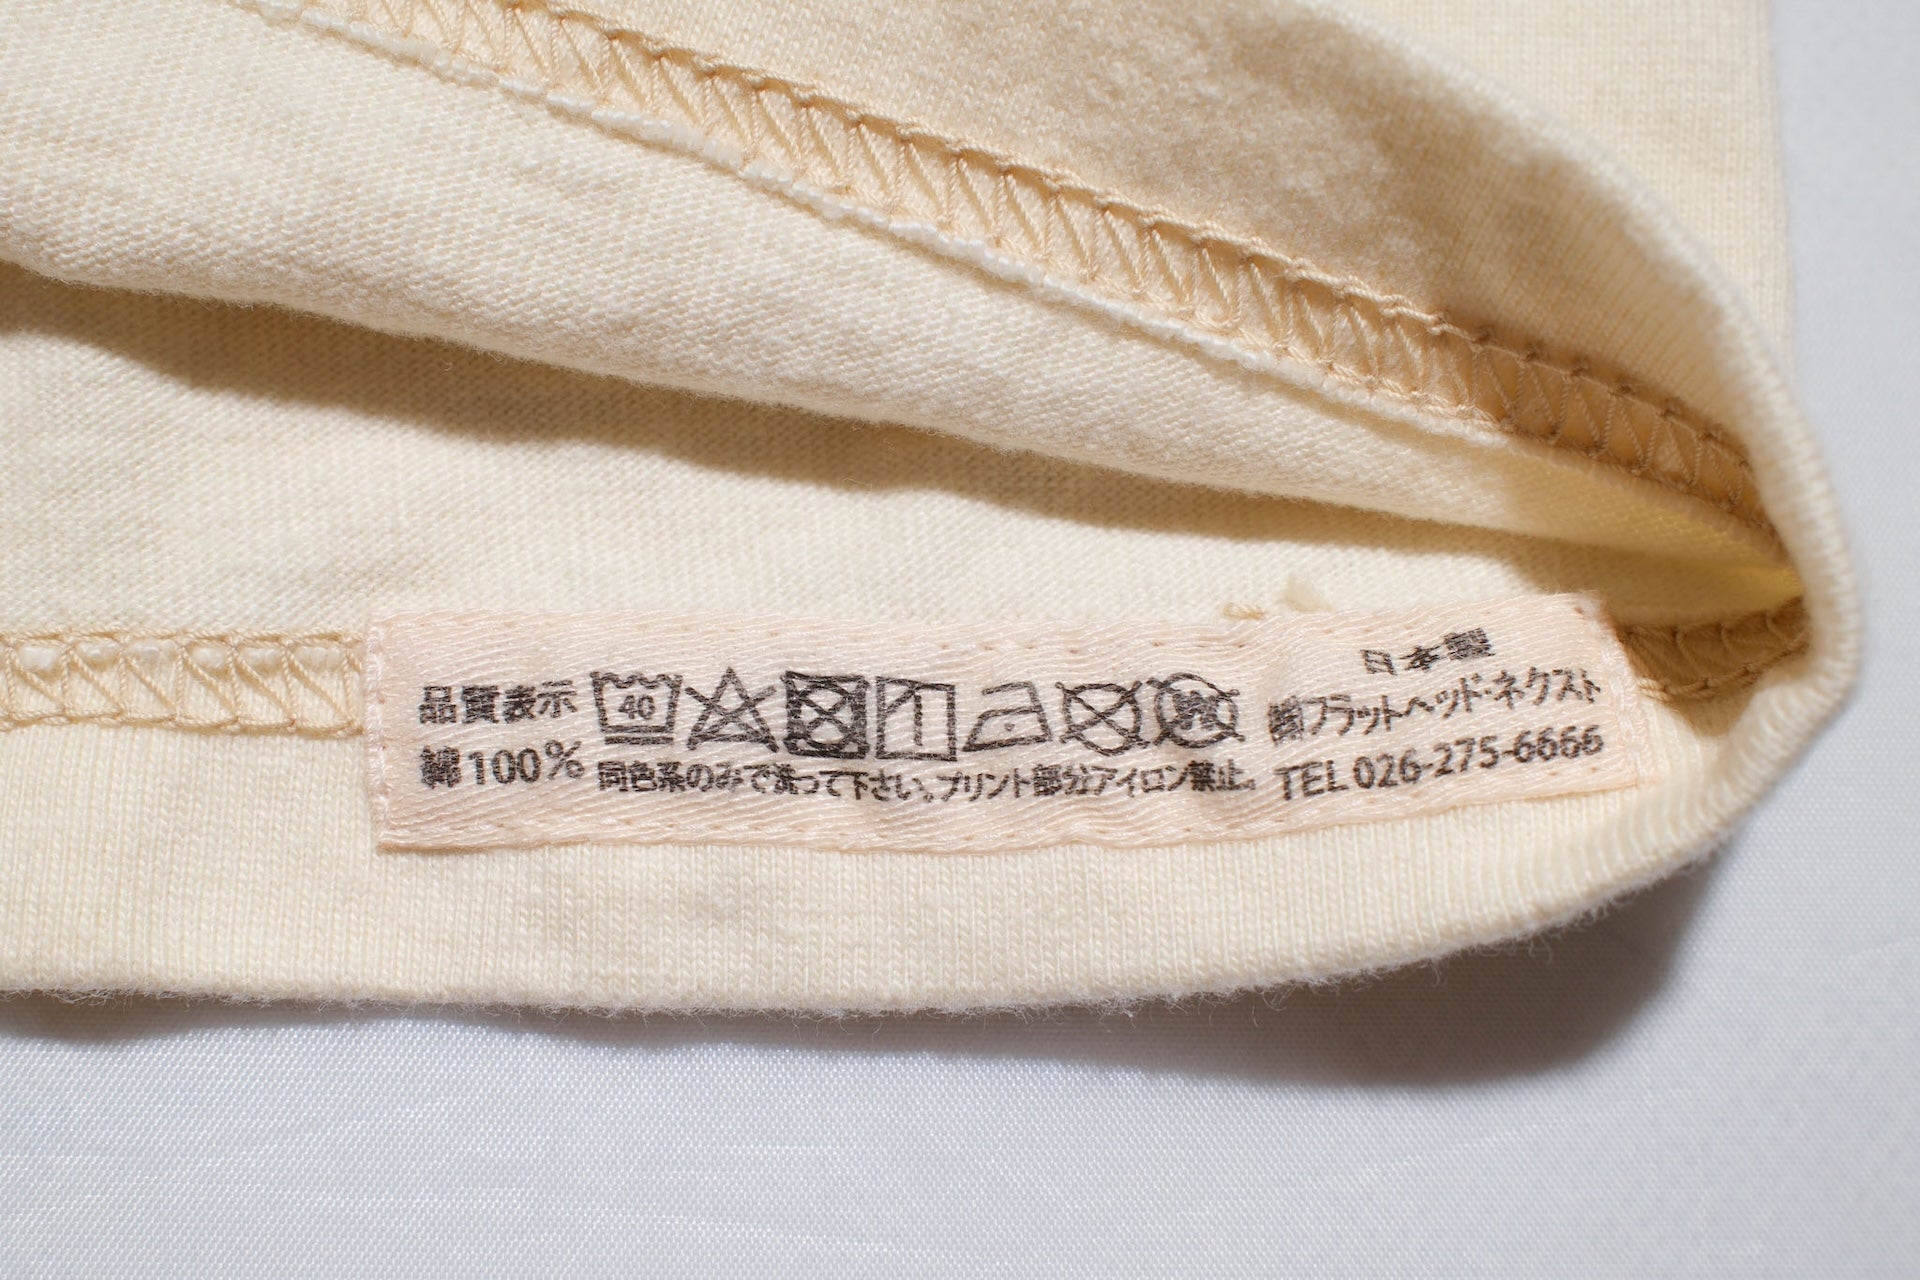 品質表示
綿100%
40
同色系のみで洗って下さい。プリント部分アイロン禁止。
日本製
㈱フラットヘッド・ネクスト
TEL026-275-6666